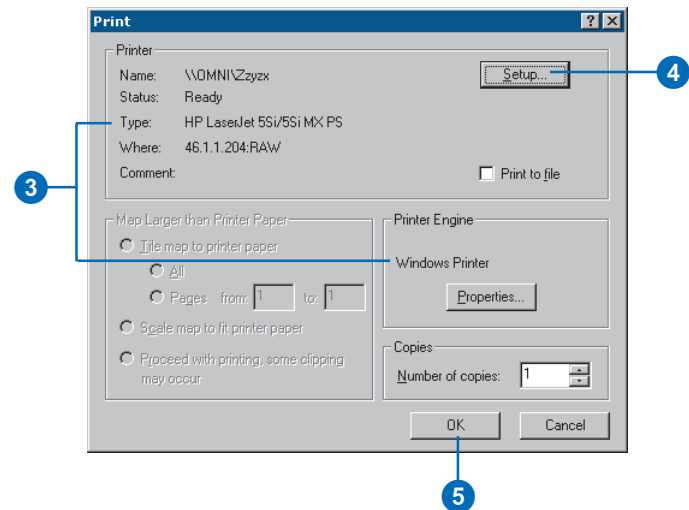 Print
Printer
Name: \\OMNI\Zzyzx
Setup...
4
Status: Ready
Type: HP LaserJet 5Si/5Si MX PS
Where: 46.1.1.204:RAW
3
Comment:
Print to file
Map Larger than Printer Paper
Tile map to printer paper
All
Pages from: 1 to: 1
Scale map to fit printer paper
Proceed with printing, some clipping
may occur
Printer Engine
Windows Printer
Properties...
Copies
Number of copies: 1
OK
Cancel
5